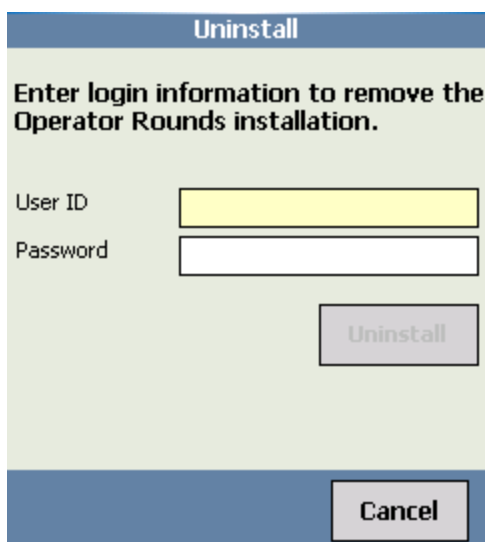 Uninstall
Enter login information to remove the
Operator Rounds installation.
User ID
Password
Uninstall
Cancel